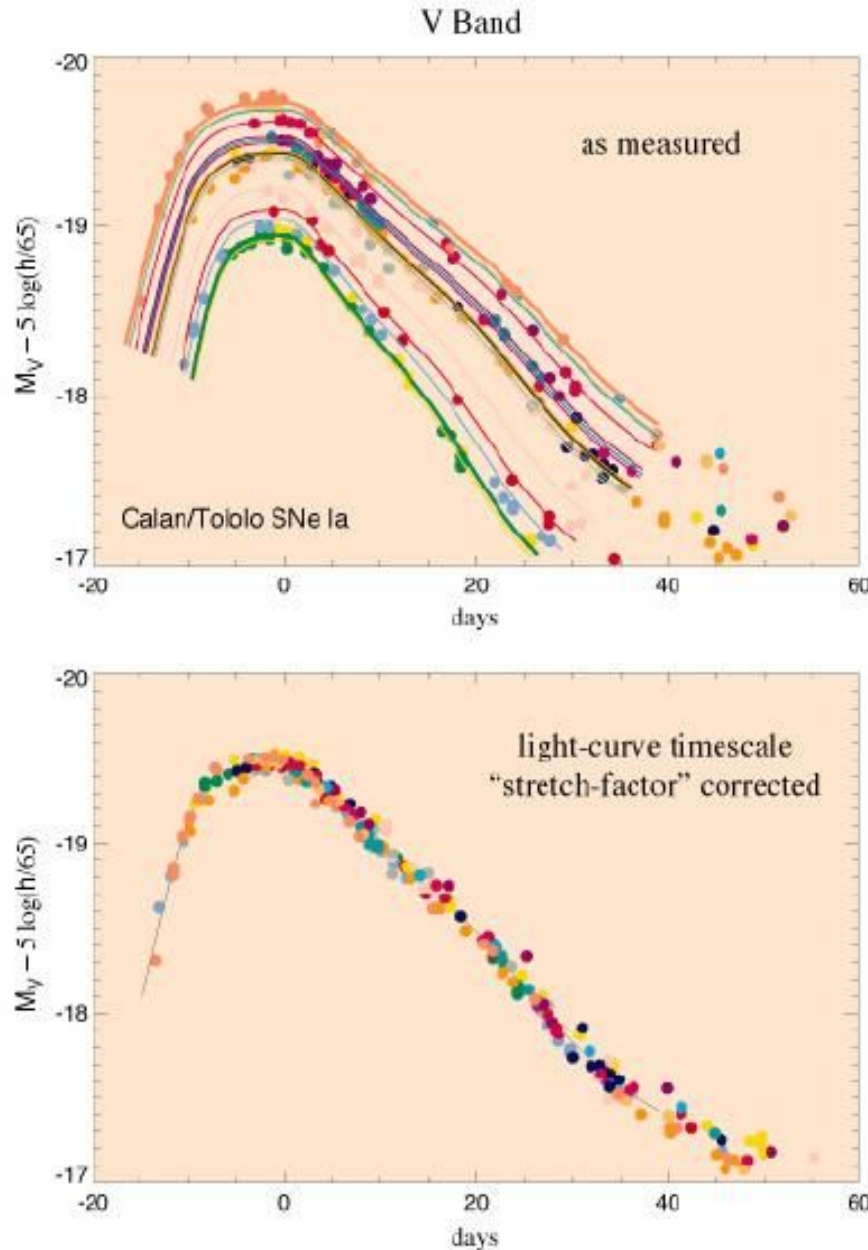 V Band
-20
as measured
-19
M_V – 5 log(h/65)
-18
Calan/Tololo SNe Ia
-17
-20 0 20 40 60
days
-20
light-curve timescale
“stretch-factor” corrected
-19
M_V – 5 log(h/65)
-18
-17
-20 0 20 40 60
days